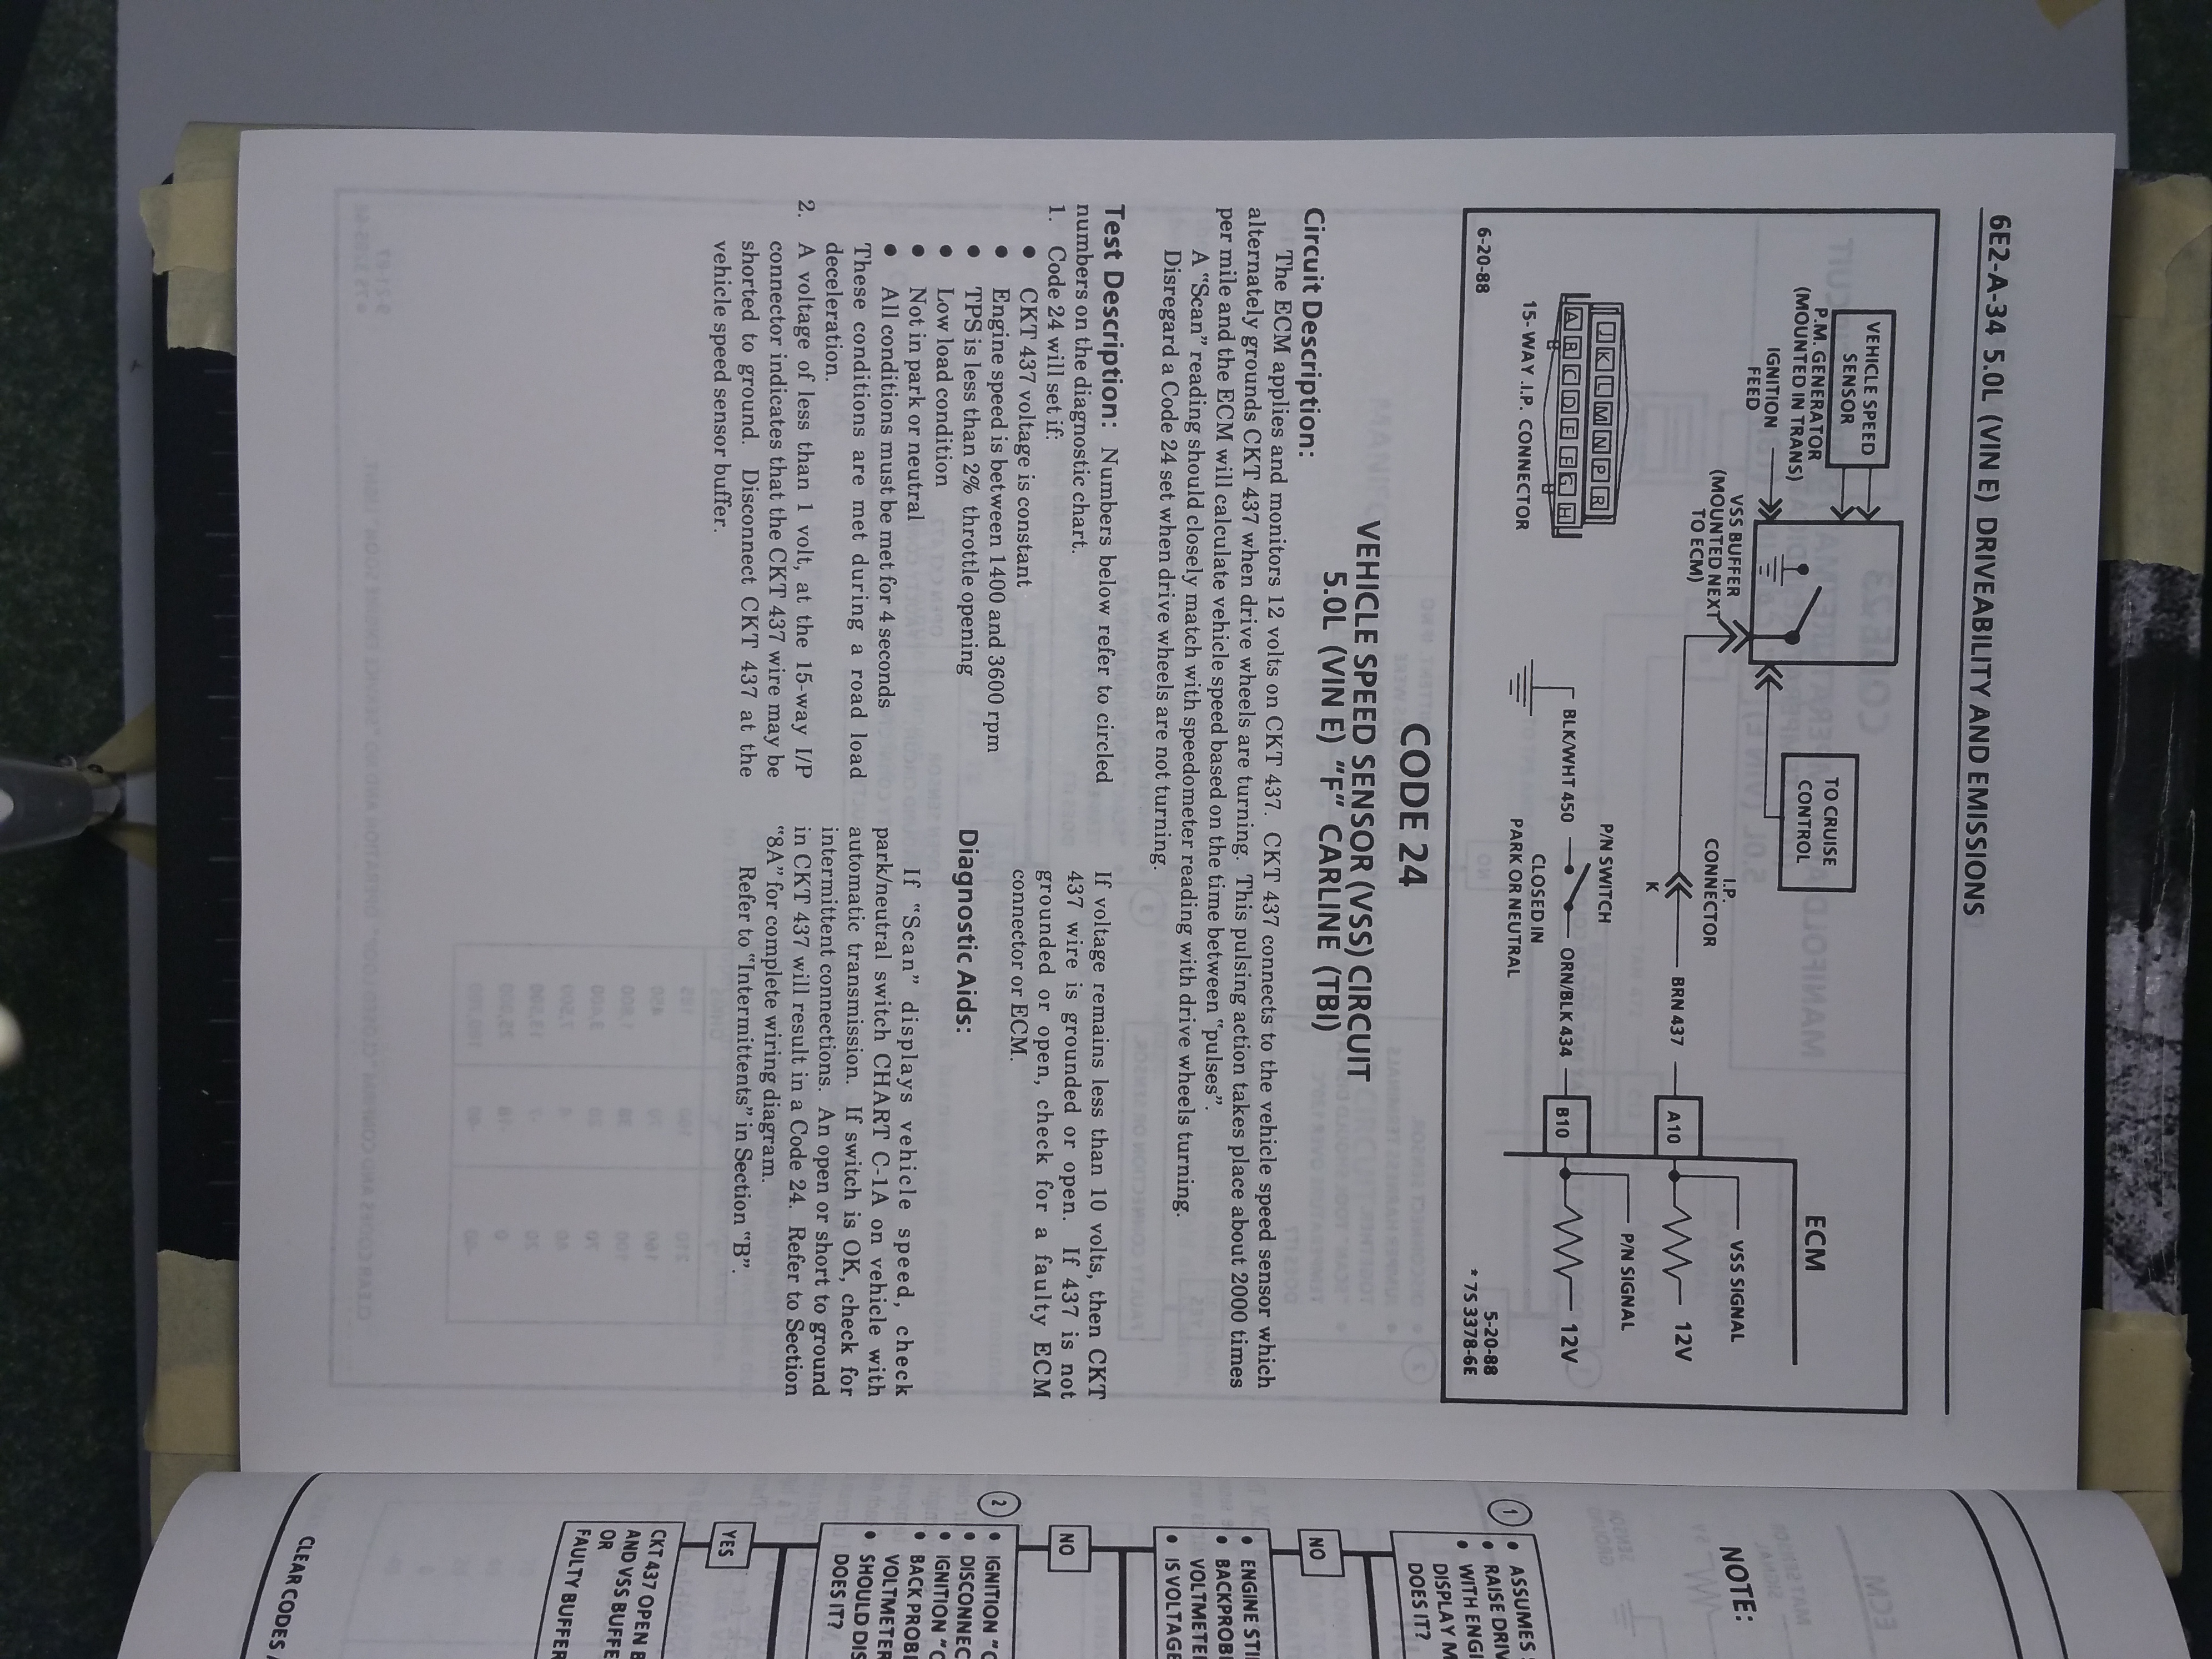 6E2-A-34 5.0L (VIN E) DRIVEABILITY AND EMISSIONS
VEHICLE SPEED
SENSOR
P.M. GENERATOR
(MOUNTED IN TRANS)
IGNITION
FEED
VSS BUFFER
(MOUNTED NEXT
TO ECM)
TO CRUISE
CONTROL
I.P.
CONNECTOR
K
BRN 437
A10
ECM
VSS SIGNAL
12V
J K L M N P R
A B C D E F G H
15-WAY .I.P. CONNECTOR
BLK/WHT 450
P/N SWITCH
CLOSED IN
PARK OR NEUTRAL
ORN/BLK 434
B10
P/N SIGNAL
12V
6-20-88
5-20-88
* 7S 3378-6E
CODE 24
VEHICLE SPEED SENSOR (VSS) CIRCUIT
5.0L (VIN E) "F" CARLINE (TBI)
Circuit Description:
The ECM applies and monitors 12 volts on CKT 437. CKT 437 connects to the vehicle speed sensor which
alternately grounds CKT 437 when drive wheels are turning. This pulsing action takes place about 2000 times
per mile and the ECM will calculate vehicle speed based on the time between "pulses".
A "Scan" reading should closely match with speedometer reading with drive wheels turning.
Disregard a Code 24 set when drive wheels are not turning.
Test Description: Numbers below refer to circled
numbers on the diagnostic chart.
1. Code 24 will set if:
● CKT 437 voltage is constant
● Engine speed is between 1400 and 3600 rpm
● TPS is less than 2% throttle opening
● Low load condition
● Not in park or neutral
● All conditions must be met for 4 seconds
These conditions are met during a road load
deceleration.
2. A voltage of less than 1 volt, at the 15-way I/P
connector indicates that the CKT 437 wire may be
shorted to ground. Disconnect CKT 437 at the
vehicle speed sensor buffer.
If voltage remains less than 10 volts, then CKT
437 wire is grounded or open. If 437 is not
grounded or open, check for a faulty ECM
connector or ECM.
Diagnostic Aids:
If "Scan" displays vehicle speed, check
park/neutral switch CHART C-1A on vehicle with
automatic transmission. If switch is OK, check for
intermittent connections. An open or short to ground
in CKT 437 will result in a Code 24. Refer to Section
"8A" for complete wiring diagram.
Refer to "Intermittents" in Section "B".
NOTE:
1
● ASSUMES
● RAISE DRIV
● WITH ENGI
DISPLAY M
DOES IT?
NO
● ENGINE STI
● BACKPROB
VOLTMETE
● IS VOLTAGE
NO
2
● IGNITION "O
● DISCONNEC
● IGNITION "O
● BACK PROBI
VOLTMETER
● SHOULD DIS
DOES IT?
YES
CKT 437 OPEN
AND VSS BUFFE
OR
FAULTY BUFFER
CLEAR CODES